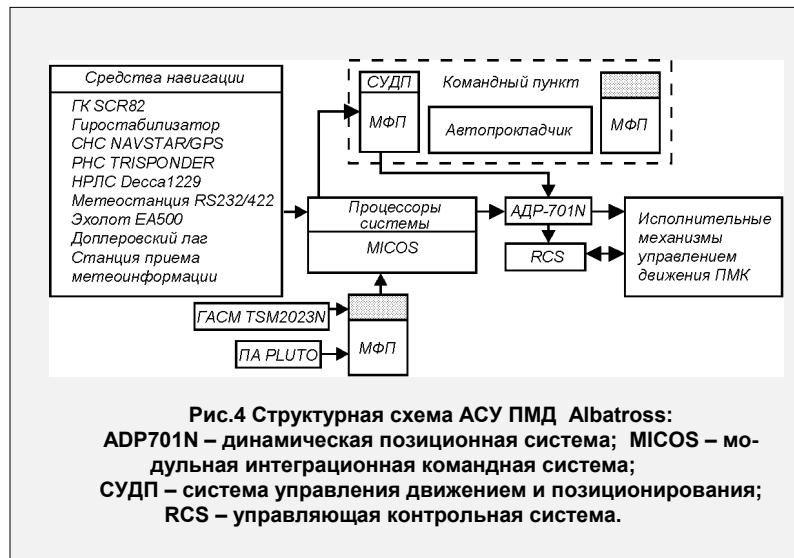 Средства навигации
ГК SCR82
Гиростабилизатор
СНС NAVSTAR/GPS
РНС TRISPONDER
НРЛС Decca1229
Метеостанция RS232/422
Эхолот EA500
Доплеровский лаг
Станция приема
метеоинформации
СУДП
МФП
Командный пункт
Автопрокладчик
МФП
Процессоры
системы
MICOS
АДР-701N
RCS
Исполнительные
механизмы
управлением
движения ПМК
ГАСМ TSM2023N
ПА PLUTO
МФП
Рис.4 Структурная схема АСУ ПМД Albatross:
ADP701N – динамическая позиционная система; MICOS – мо-
дульная интеграционная командная система;
СУДП – система управления движением и позиционирования;
RCS – управляющая контрольная система.